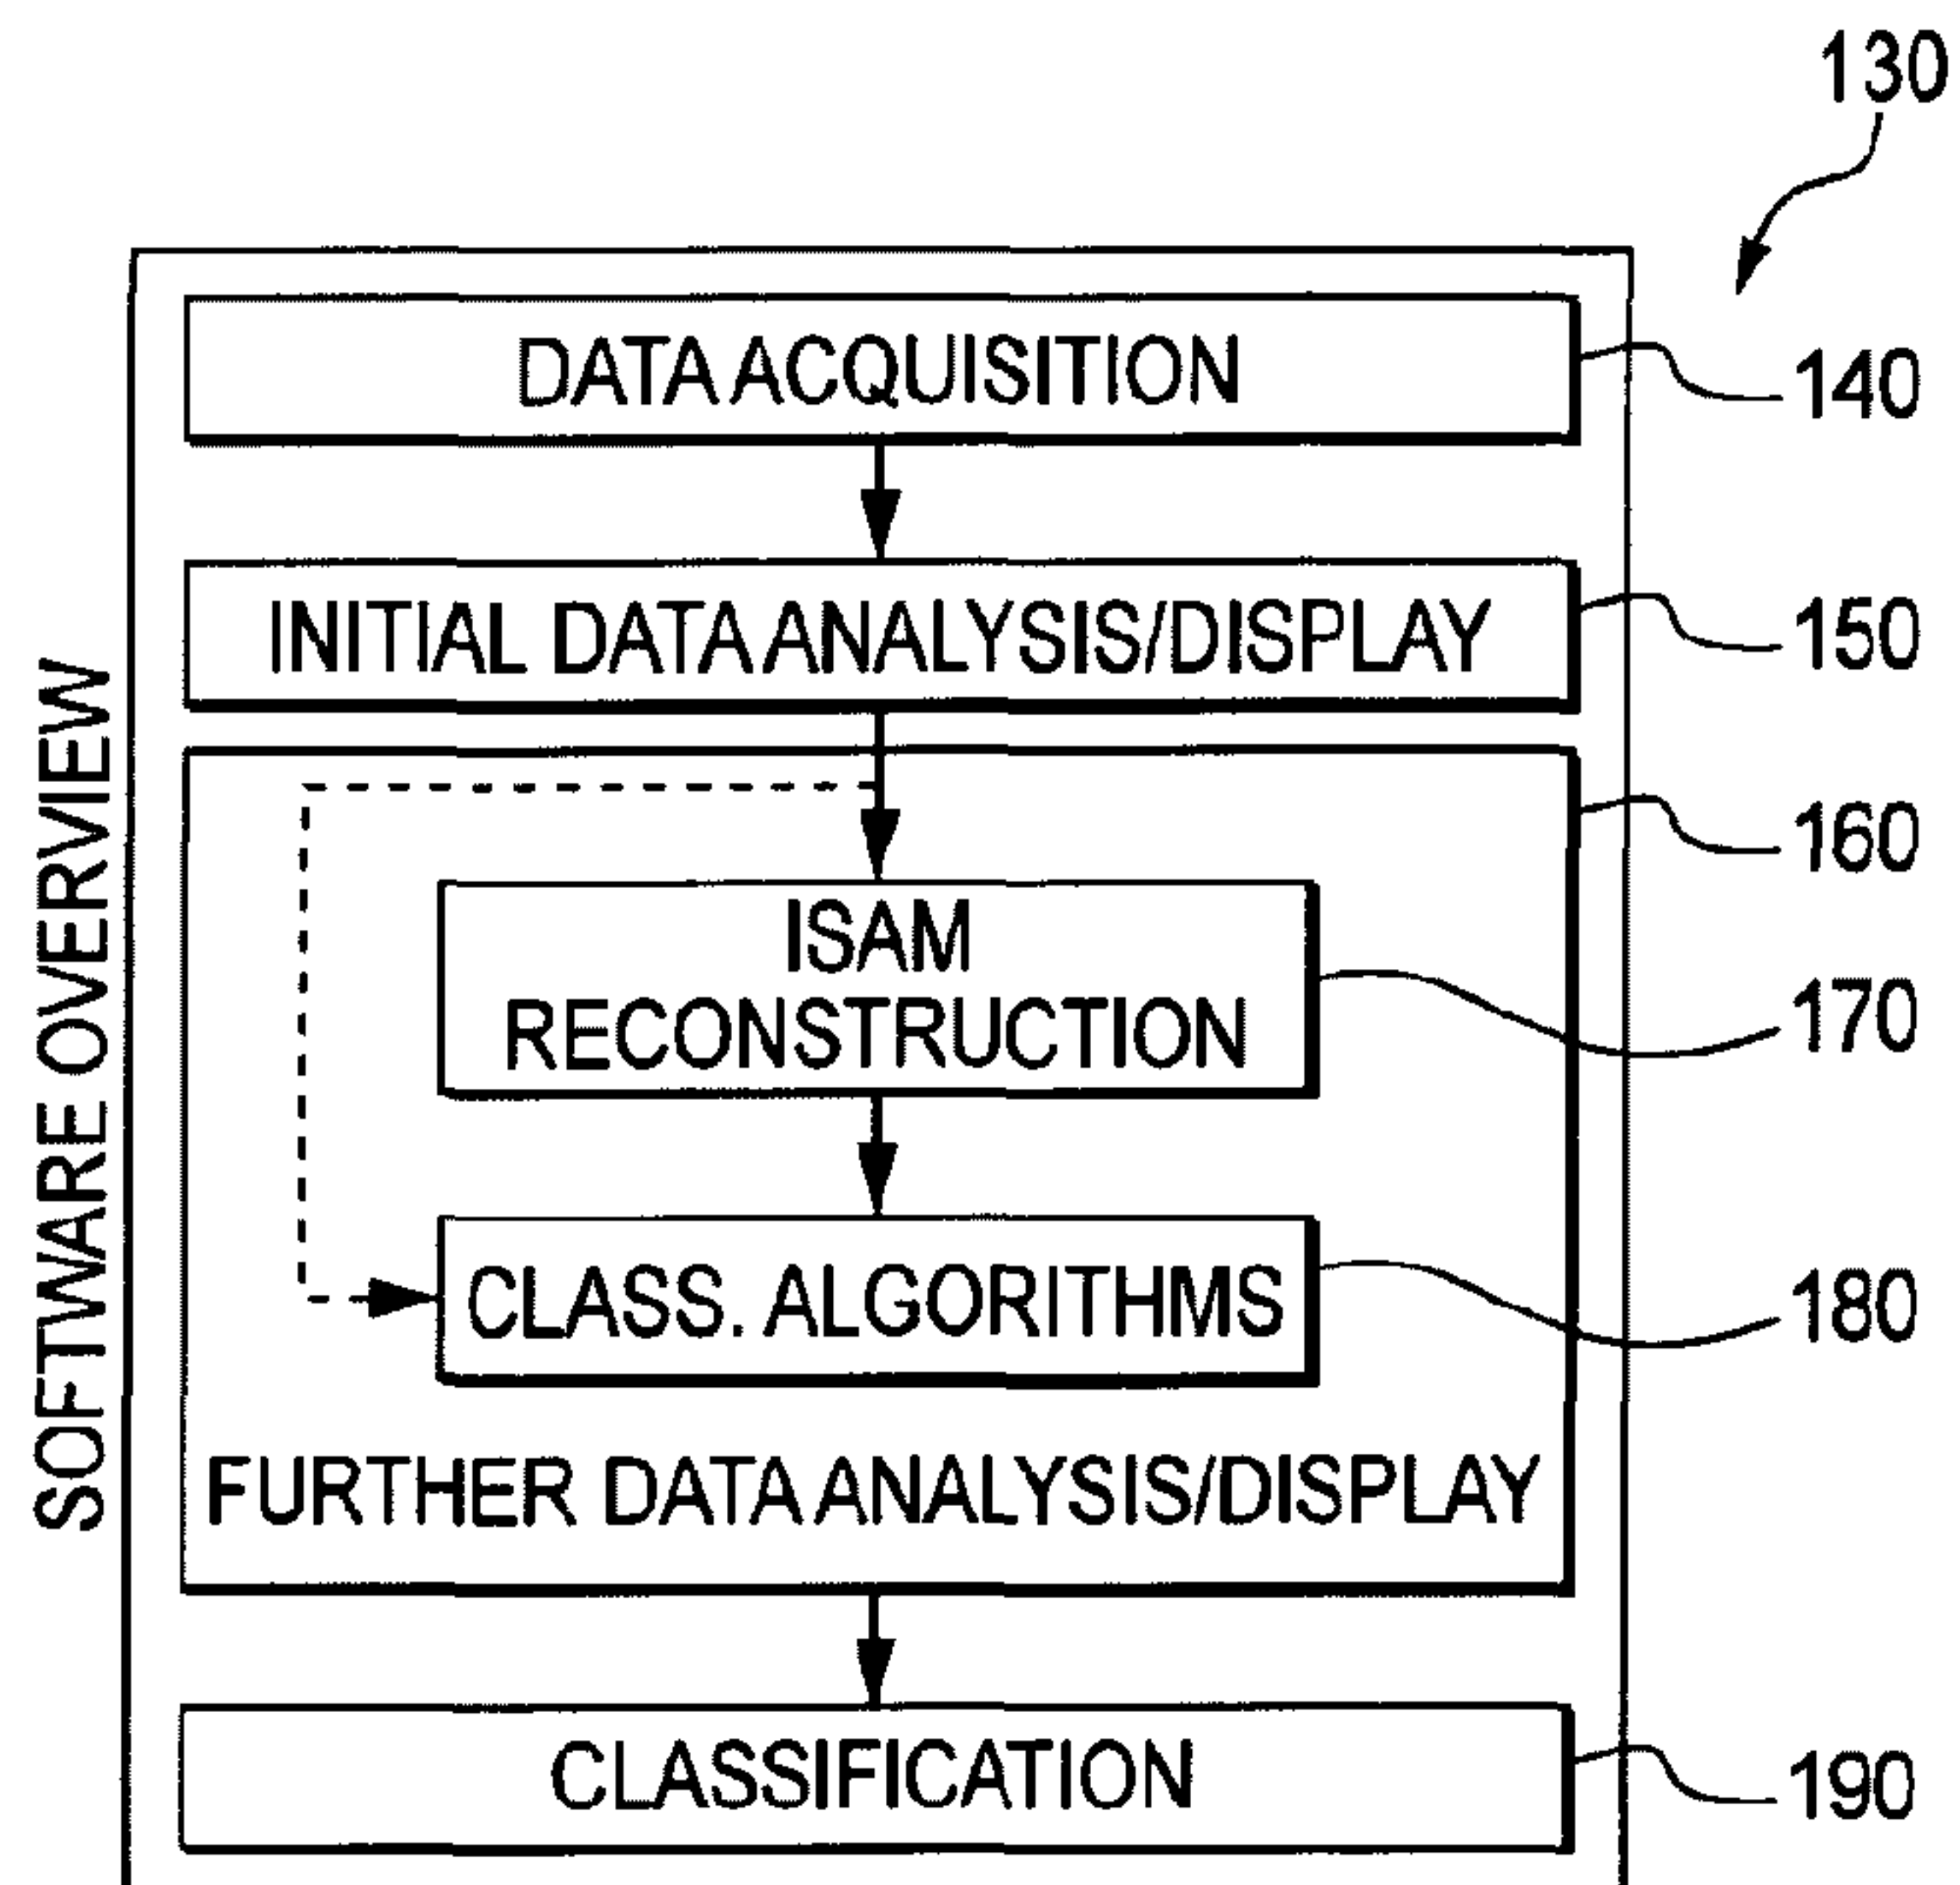 130
DATA ACQUISITION
140
INITIAL DATA ANALYSIS/DISPLAY
150
160
ISAM
RECONSTRUCTION
170
CLASS. ALGORITHMS
180
FURTHER DATA ANALYSIS/DISPLAY
CLASSIFICATION
190
SOFTWARE OVERVIEW